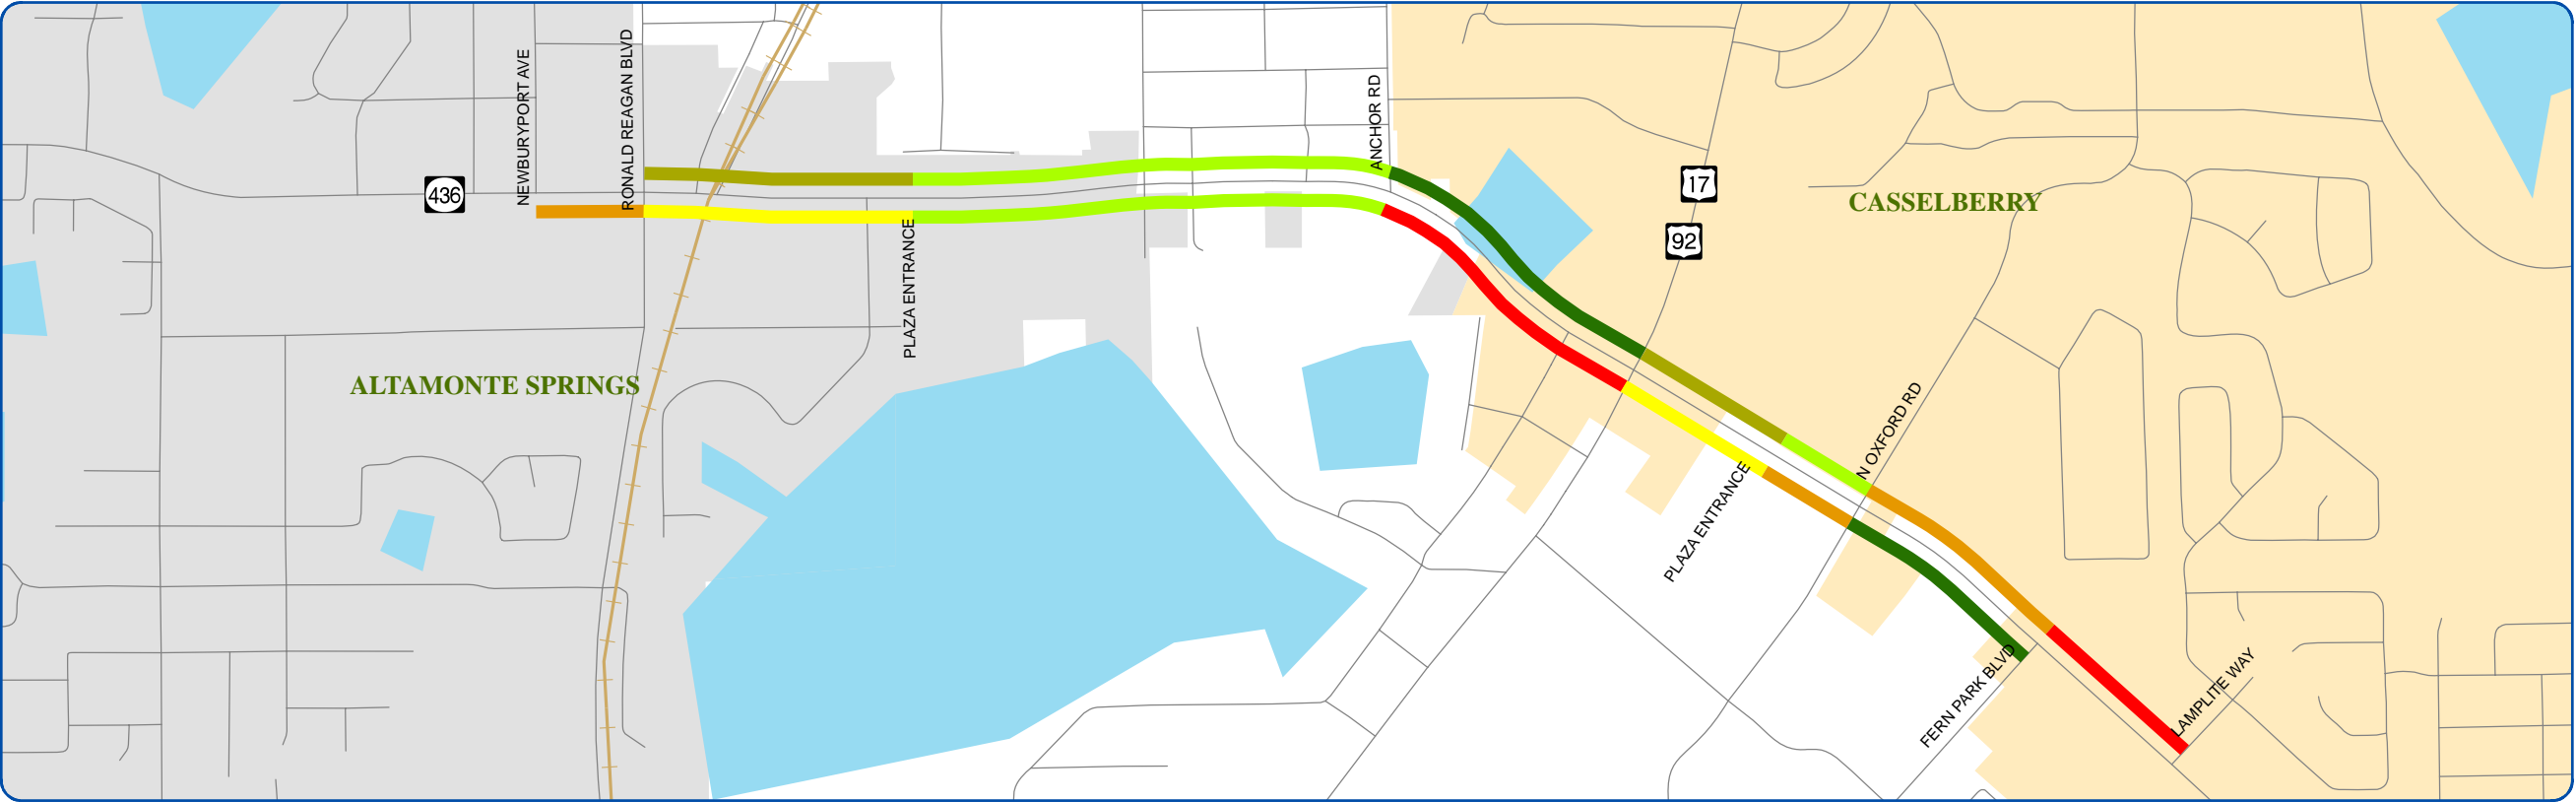 NEWBURYPORT AVE
RONALD REAGAN BLVD
ANCHOR RD
436
17
CASSELBERRY
92
PLAZA ENTRANCE
ALTAMONTE SPRINGS
N OXFORD RD
PLAZA ENTRANCE
FERN PARK BLVD
LAMPLITE WAY